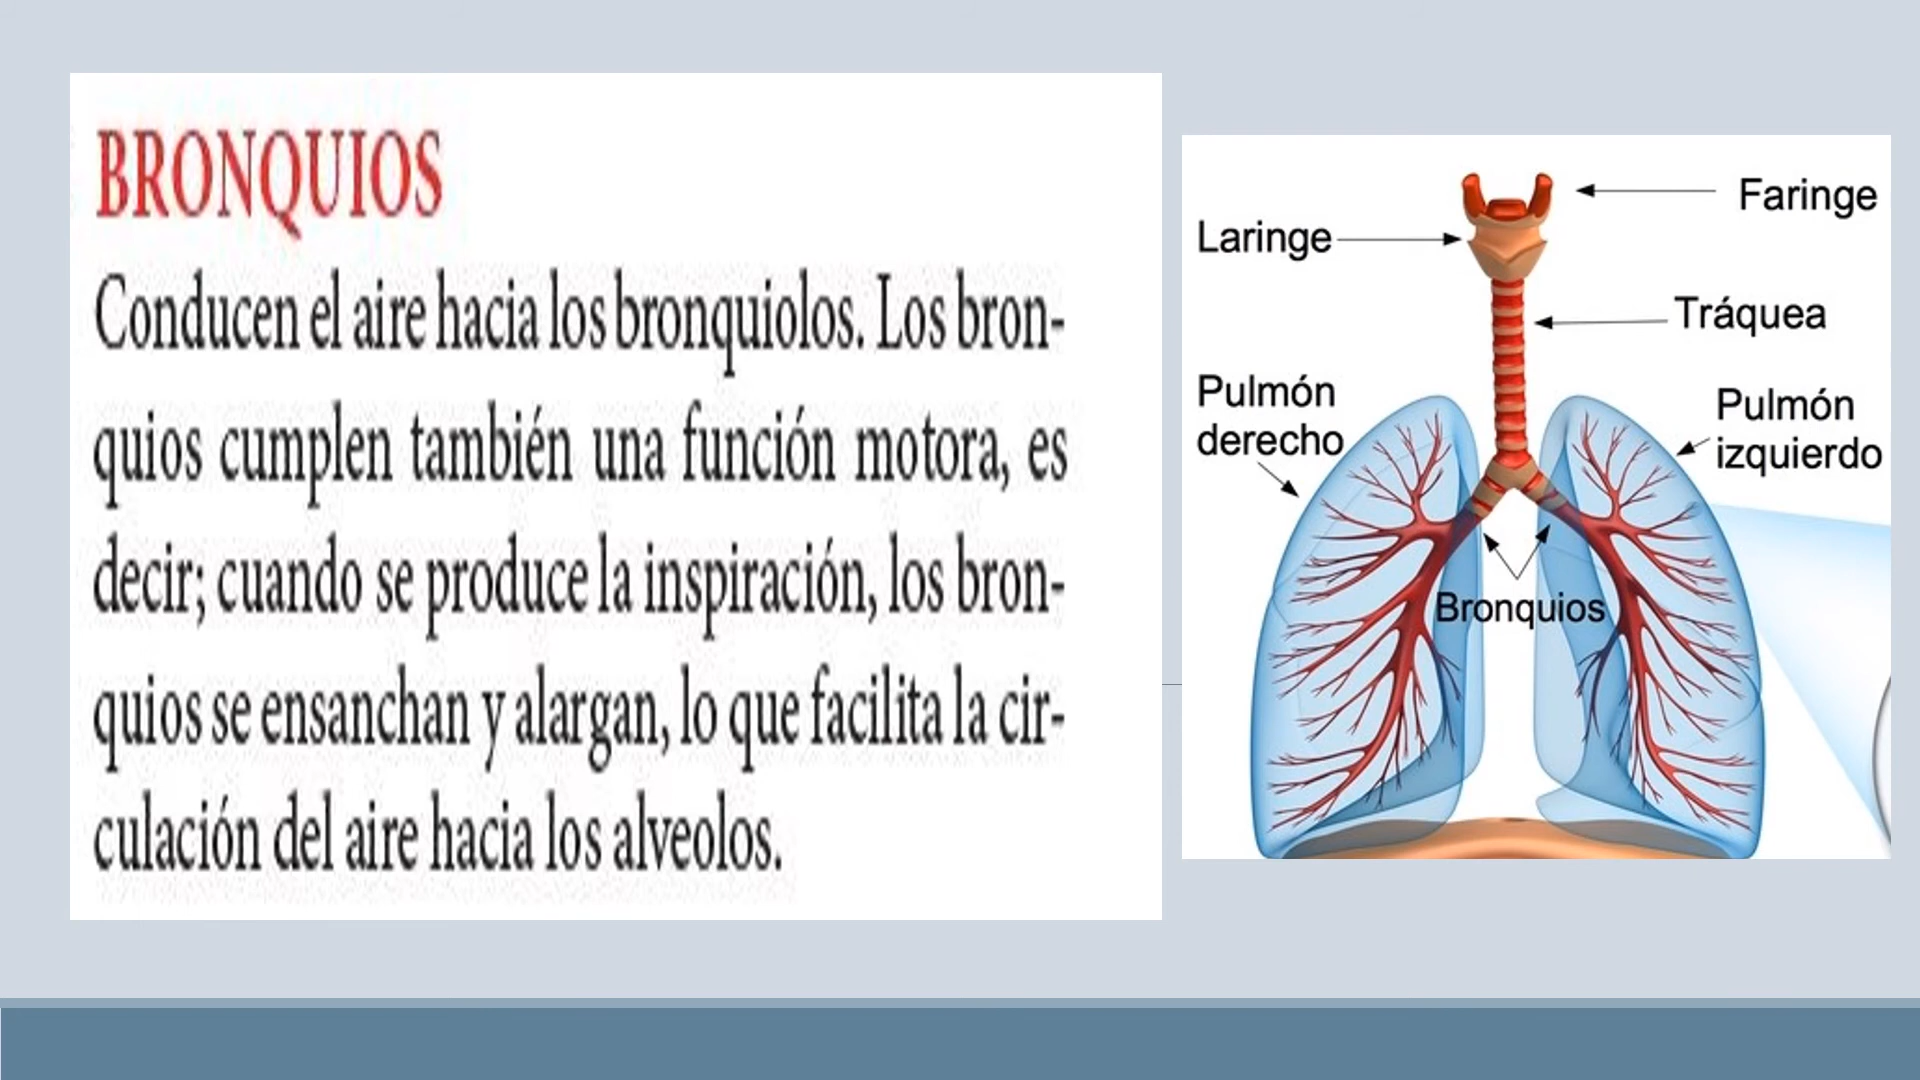 BRONQUIOS
Conducen el aire hacia los bronquiolos. Los bron-
quios cumplen también una función motora, es
decir; cuando se produce la inspiración, los bron-
quios se ensanchan y alargan, lo que facilita la cir-
culación del aire hacia los alveolos.
Faringe
Laringe
Tráquea
Pulmón
derecho
Pulmón
izquierdo
Bronquios